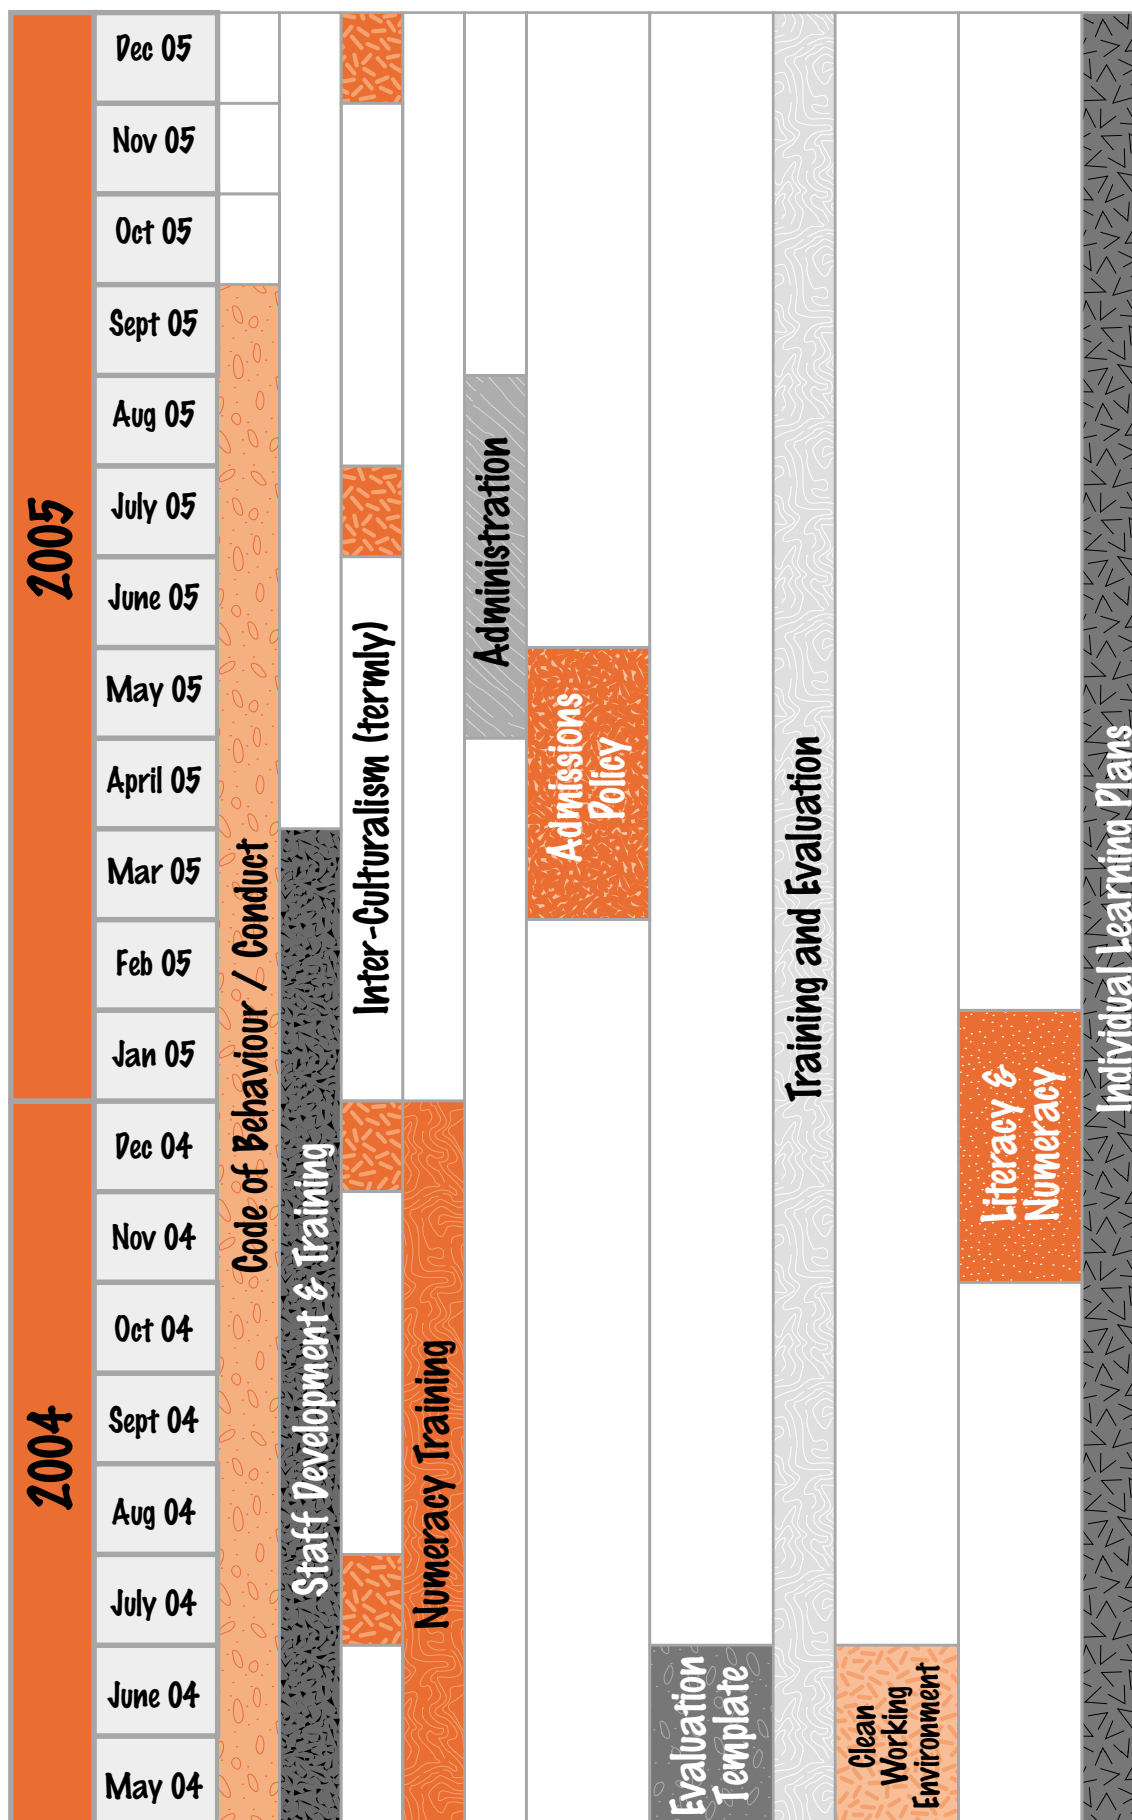 2005
2004
Dec 05
Nov 05
Oct 05
Sept 05
Aug 05
July 05
June 05
May 05
April 05
Mar 05
Feb 05
Jan 05
Dec 04
Nov 04
Oct 04
Sept 04
Aug 04
July 04
June 04
May 04
Code of Behaviour / Conduct
Staff Development & Training
Inter-Culturalism (termly)
Numeracy Training
Administration
Admissions
Policy
Evaluation
Template
Training and Evaluation
Clean
Working
Environment
Literacy &
Numeracy
Individual Learning Plans